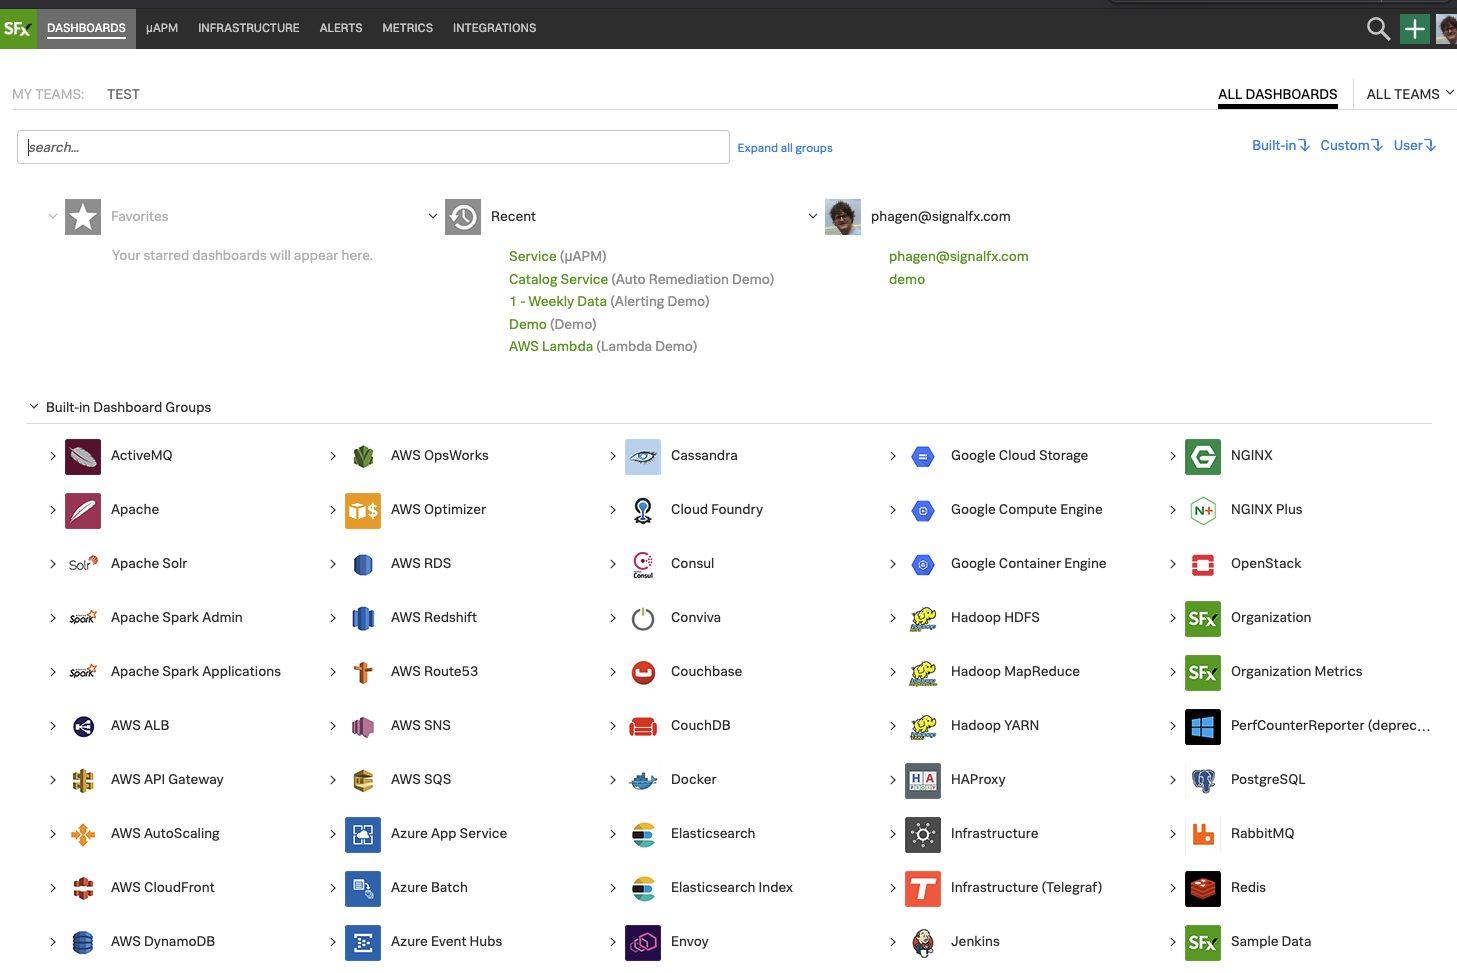 SFx DASHBOARDS µAPM INFRASTRUCTURE ALERTS METRICS INTEGRATIONS
MY TEAMS: TEST ALL DASHBOARDS ALL TEAMS
search... Expand all groups Built-in Custom User
Favorites Recent phagen@signalfx.com
Your starred dashboards will appear here. Service (µAPM) phagen@signalfx.com
Catalog Service (Auto Remediation Demo) demo
1 - Weekly Data (Alerting Demo)
Demo (Demo)
AWS Lambda (Lambda Demo)
Built-in Dashboard Groups
ActiveMQ AWS OpsWorks Cassandra Google Cloud Storage NGINX
Apache AWS Optimizer Cloud Foundry Google Compute Engine N+ NGINX Plus
Solr Apache Solr AWS RDS Consul Consul Google Container Engine OpenStack
Spark Apache Spark Admin AWS Redshift Conviva Hadoop HDFS SFx Organization
Spark Apache Spark Applications AWS Route53 Couchbase Hadoop MapReduce SFx Organization Metrics
AWS ALB AWS SNS CouchDB Hadoop YARN PerfCounterReporter (deprec...
AWS API Gateway AWS SQS Docker HA PROXY HAProxy PostgreSQL
AWS AutoScaling Azure App Service Elasticsearch Infrastructure RabbitMQ
AWS CloudFront Azure Batch Elasticsearch Index T Infrastructure (Telegraf) Redis
AWS DynamoDB Azure Event Hubs Envoy Jenkins SFx Sample Data